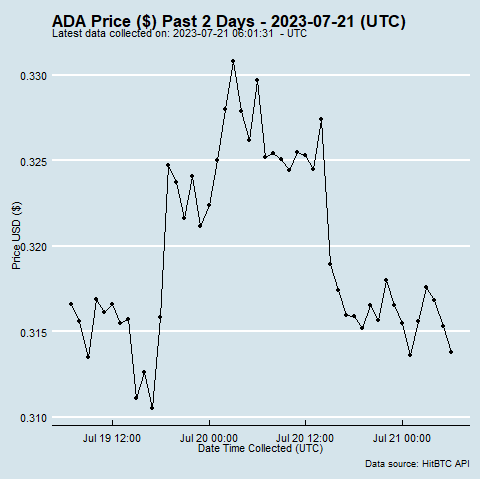 ADA Price ($) Past 2 Days - 2023-07-21 (UTC)
Latest data collected on: 2023-07-21 06:01:31  - UTC
0.330
0.325
0.320
0.315
0.310
Price USD ($)
Jul 19 12:00
Jul 20 00:00
Jul 20 12:00
Jul 21 00:00
Date Time Collected (UTC)
Data source: HitBTC API